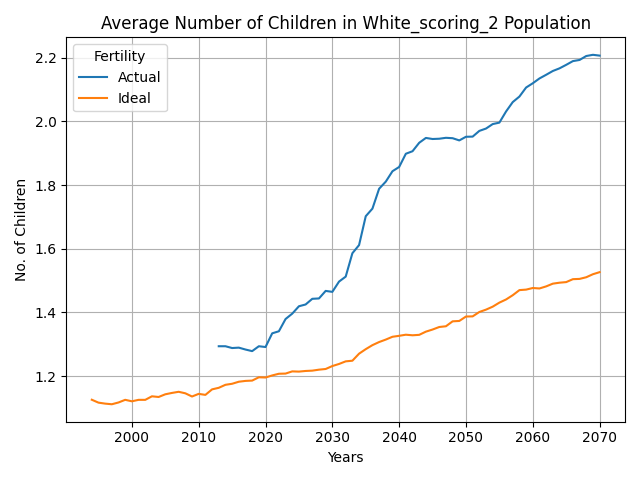 Average Number of Children in White_scoring_2 Population
Fertility
Actual
Ideal
No. of Children
2.2
2.0
1.8
1.6
1.4
1.2
2000 2010 2020 2030 2040 2050 2060 2070
Years